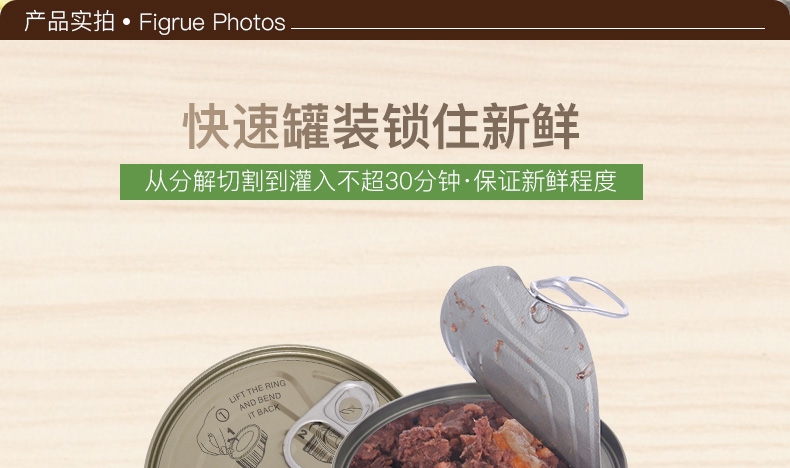 产品实拍 • Figrue Photos
快速罐装锁住新鲜
从分解切割到灌入不超30分钟·保证新鲜程度
LIFT THE RING
AND BEND
IT BACK
1
2